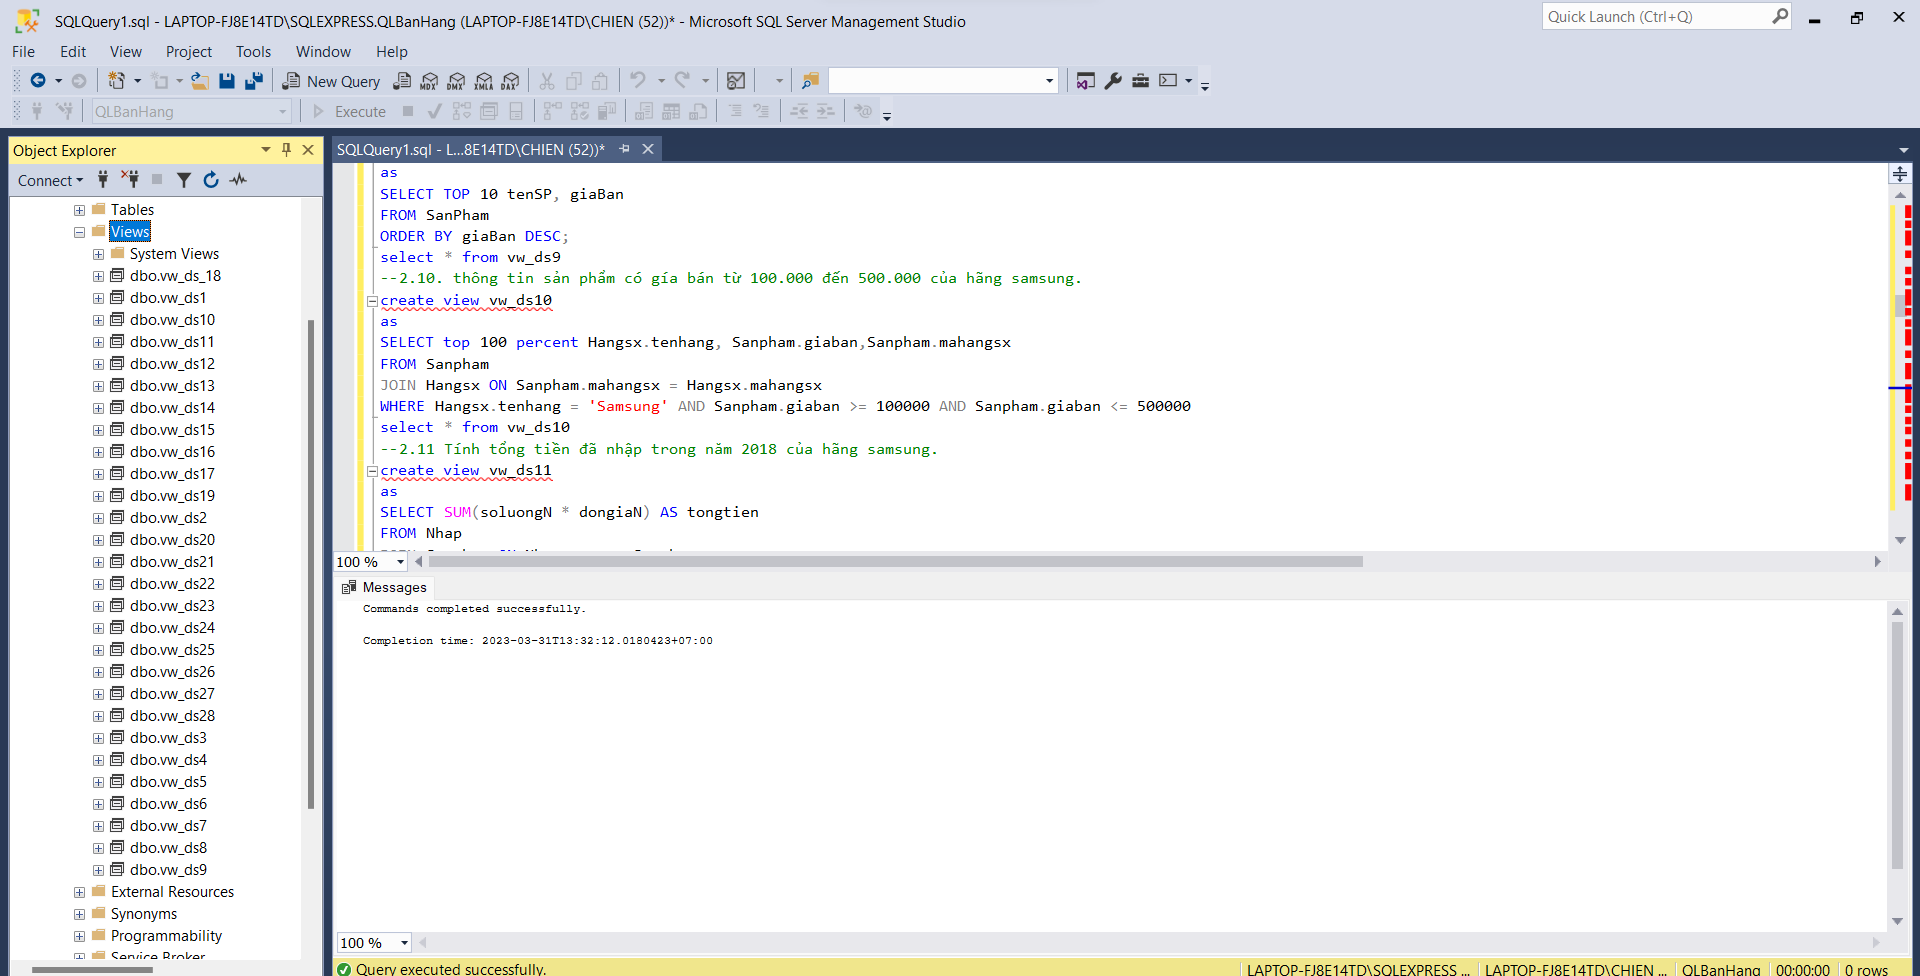 SQLQuery1.sql - LAPTOP-FJ8E14TD\SQLEXPRESS.QLBanHang (LAPTOP-FJ8E14TD\CHIEN (52))* - Microsoft SQL Server Management Studio
Quick Launch (Ctrl+Q)
File Edit View Project Tools Window Help
New Query MDX DMX XMLA DAX
QLBanHang Execute
Object Explorer
Connect
Tables
Views
System Views
dbo.vw_ds_18
dbo.vw_ds1
dbo.vw_ds10
dbo.vw_ds11
dbo.vw_ds12
dbo.vw_ds13
dbo.vw_ds14
dbo.vw_ds15
dbo.vw_ds16
dbo.vw_ds17
dbo.vw_ds19
dbo.vw_ds2
dbo.vw_ds20
dbo.vw_ds21
dbo.vw_ds22
dbo.vw_ds23
dbo.vw_ds24
dbo.vw_ds25
dbo.vw_ds26
dbo.vw_ds27
dbo.vw_ds28
dbo.vw_ds3
dbo.vw_ds4
dbo.vw_ds5
dbo.vw_ds6
dbo.vw_ds7
dbo.vw_ds8
dbo.vw_ds9
External Resources
Synonyms
Programmability
Service Broker
SQLQuery1.sql - L...8E14TD\CHIEN (52))*
as
SELECT TOP 10 tenSP, giaBan
FROM SanPham
ORDER BY giaBan DESC;
select * from vw_ds9
--2.10. thông tin sản phẩm có gía bán từ 100.000 đến 500.000 của hãng samsung.
create view vw_ds10
as
SELECT top 100 percent Hangsx.tenhang, Sanpham.giaban,Sanpham.mahangsx
FROM Sanpham
JOIN Hangsx ON Sanpham.mahangsx = Hangsx.mahangsx
WHERE Hangsx.tenhang = 'Samsung' AND Sanpham.giaban >= 100000 AND Sanpham.giaban <= 500000
select * from vw_ds10
--2.11 Tính tổng tiền đã nhập trong năm 2018 của hãng samsung.
create view vw_ds11
as
SELECT SUM(soluongN * dongiaN) AS tongtien
FROM Nhap
100 %
Messages
Commands completed successfully.
Completion time: 2023-03-31T13:32:12.0180423+07:00
100 %
Query executed successfully.
LAPTOP-FJ8E14TD\SQLEXPRESS ... LAPTOP-FJ8E14TD\CHIEN ... QLBanHang 00:00:00 0 rows